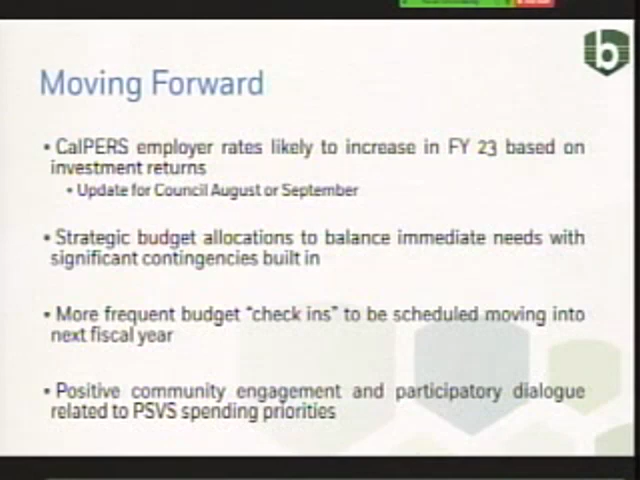 b
Moving Forward
• CalPERS employer rates likely to increase in FY 23 based on
investment returns
• Update for Council August or September
• Strategic budget allocations to balance immediate needs with
significant contingencies built in
• More frequent budget “check ins” to be scheduled moving into
next fiscal year
• Positive community engagement and participatory dialogue
related to PSVS spending priorities